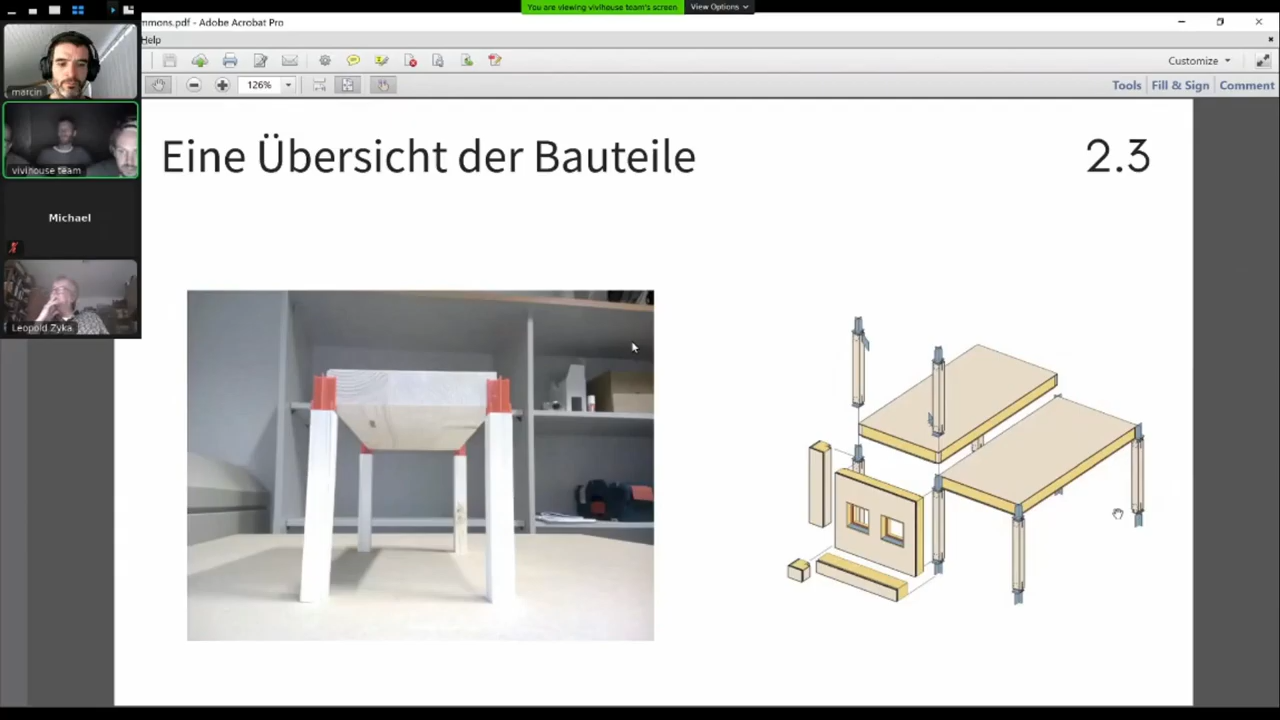 You are viewing vivihouse team's screen
View Options
mmons.pdf - Adobe Acrobat Pro
Help
126%
Customize
Tools
Fill & Sign
Comment
marcin
vivihouse team
Michael
Leopold Zyka
Eine Übersicht der Bauteile
2.3